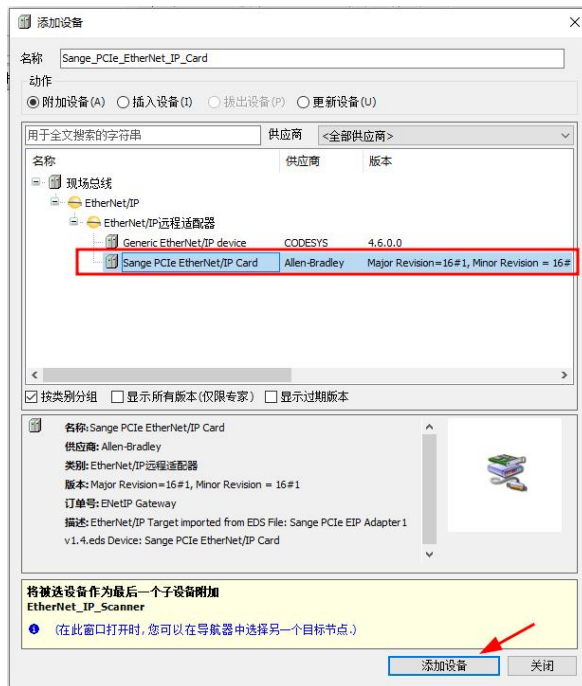 添加设备
名称 Sange_PCIe_EtherNet_IP_Card
动作
附加设备(A) 插入设备(I) 拔出设备(P) 更新设备(U)
用于全文搜索的字符串 供应商 <全部供应商>
名称 供应商 版本
现场总线
EtherNet/IP
EtherNet/IP远程适配器
Generic EtherNet/IP device CODESYS 4.6.0.0
Sange PCIe EtherNet/IP Card Allen-Bradley Major Revision=16#1, Minor Revision = 16#
按类别分组 显示所有版本(仅限专家) 显示过期版本
名称: Sange PCIe EtherNet/IP Card
供应商: Allen-Bradley
类别: EtherNet/IP远程适配器
版本: Major Revision=16#1, Minor Revision = 16#1
订单号: ENetIP Gateway
描述: EtherNet/IP Target imported from EDS File: Sange PCIe EIP Adapter1
v1.4.eds Device: Sange PCIe EtherNet/IP Card
将被选设备作为最后一个子设备附加
EtherNet_IP_Scanner
(在此窗口打开时,您可以在导航器中选择另一个目标节点.)
添加设备 关闭